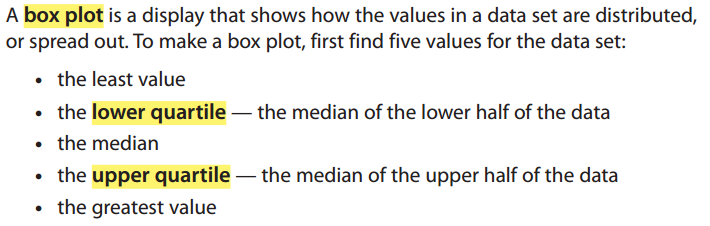 A box plot is a display that shows how the values in a data set are distributed,
or spread out. To make a box plot, first find five values for the data set:
• the least value
• the lower quartile — the median of the lower half of the data
• the median
• the upper quartile — the median of the upper half of the data
• the greatest value